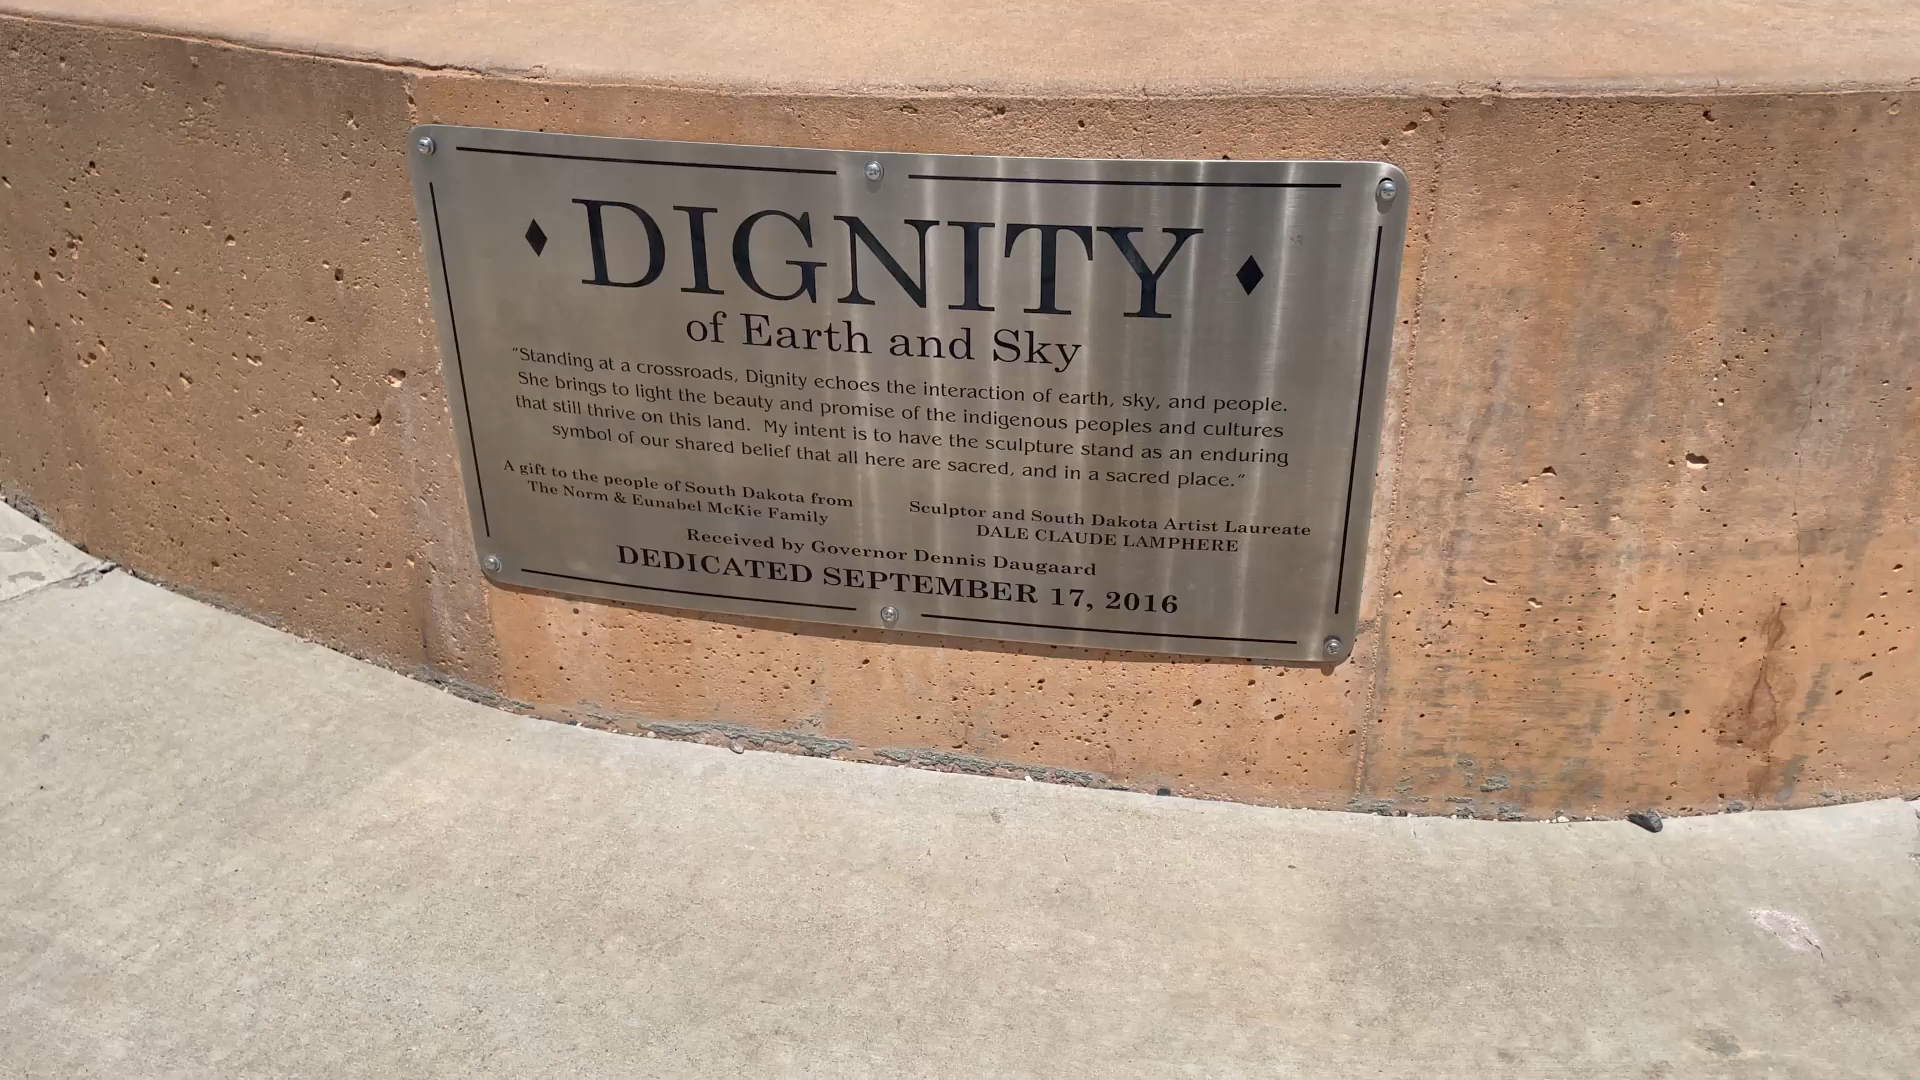 DIGNITY
of Earth and Sky
"Standing at a crossroads, Dignity echoes the interaction of earth, sky, and people.
She brings to light the beauty and promise of the indigenous peoples and cultures
that still thrive on this land. My intent is to have the sculpture stand as an enduring
symbol of our shared belief that all here are sacred, and in a sacred place."
A gift to the people of South Dakota from
The Norm & Eunabel McKie Family
Sculptor and South Dakota Artist Laureate
DALE CLAUDE LAMPHERE
Received by Governor Dennis Daugaard
DEDICATED SEPTEMBER 17, 2016